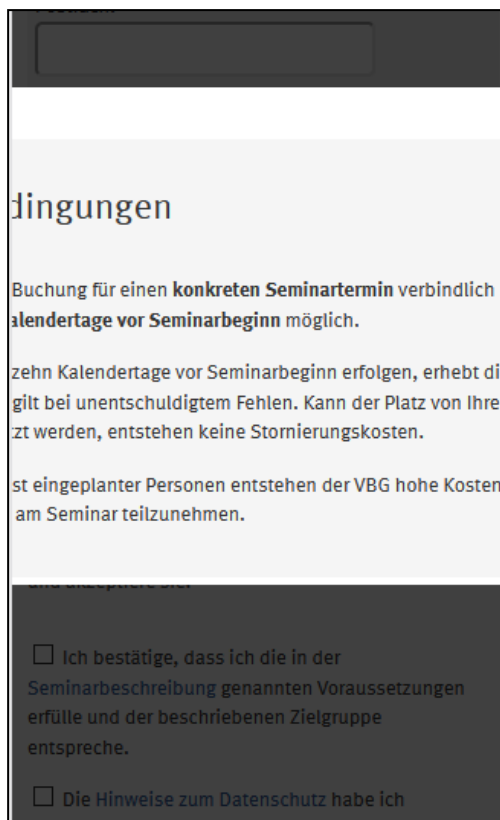 dingungen
Buchung für einen konkreten Seminartermin verbindlich
alendertage vor Seminarbeginn möglich.
zehn Kalendertage vor Seminarbeginn erfolgen, erhebt di
gilt bei unentschuldigtem Fehlen. Kann der Platz von Ihre
zt werden, entstehen keine Stornierungskosten.
st eingeplanter Personen entstehen der VBG hohe Kosten
am Seminar teilzunehmen.
und akzeptiere sie.
Ich bestätige, dass ich die in der
Seminarbeschreibung genannten Voraussetzungen
erfülle und der beschriebenen Zielgruppe
entspreche.
Die Hinweise zum Datenschutz habe ich